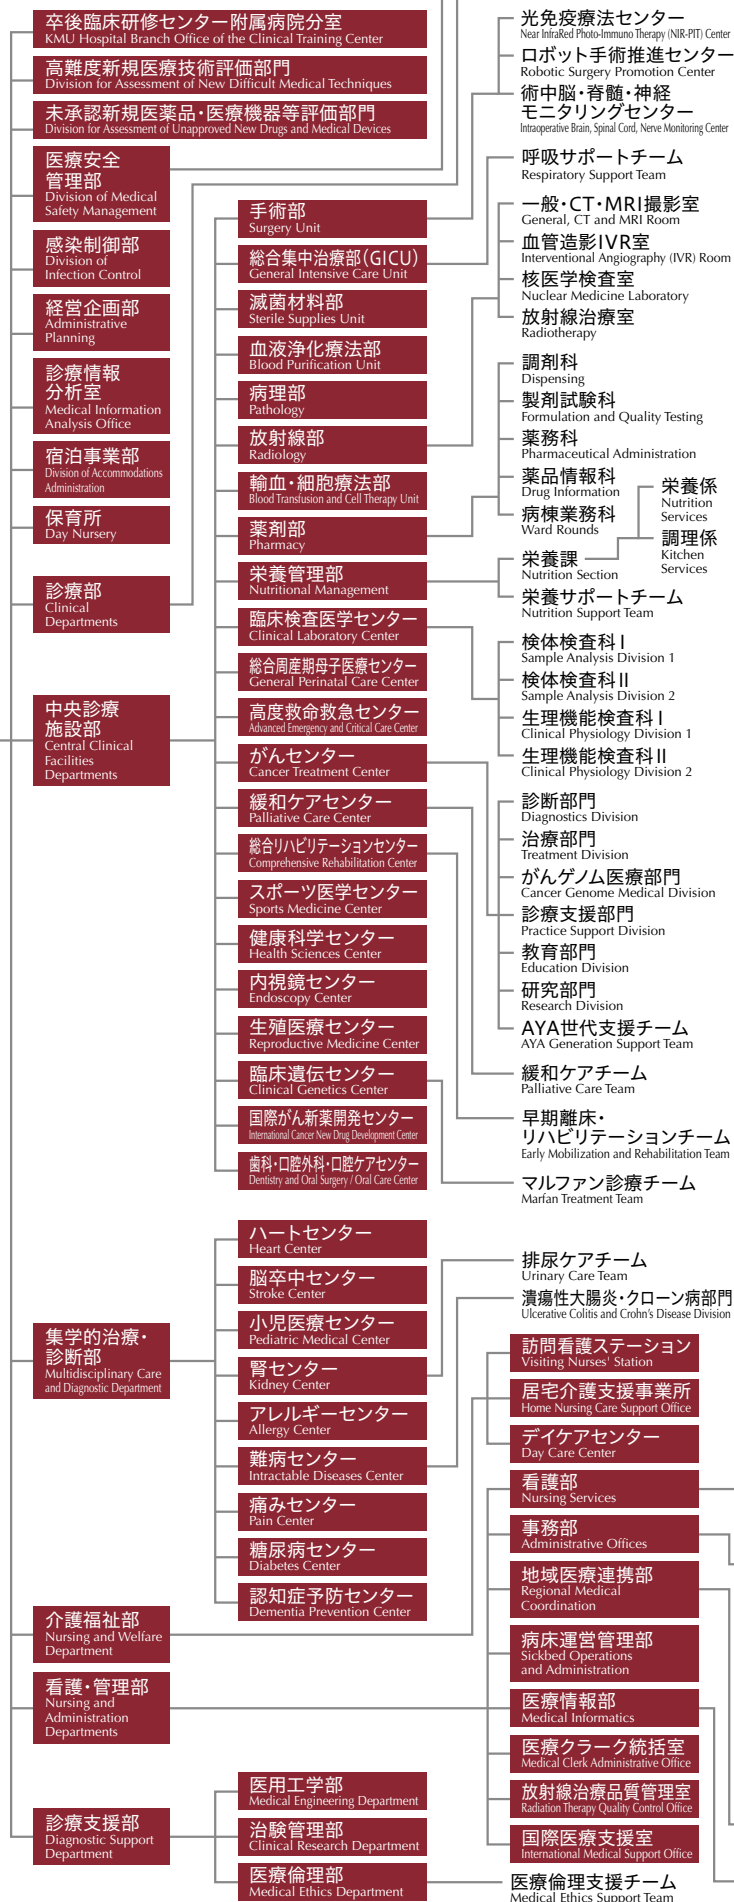 卒後臨床研修センター附属病院分室
KMU Hospital Branch Office of the Clinical Training Center
高難度新規医療技術評価部門
Division for Assessment of New Difficult Medical Techniques
未承認新規医薬品・医療機器等評価部門
Division for Assessment of Unapproved New Drugs and Medical Devices
医療安全
管理部
Division of Medical
Safety Management
感染制御部
Division of
Infection Control
経営企画部
Administrative
Planning
診療情報
分析室
Medical Information
Analysis Office
宿泊事業部
Division of Accommodations
Administration
保育所
Day Nursery
診療部
Clinical
Departments
中央診療
施設部
Central Clinical
Facilities
Departments
手術部
Surgery Unit
総合集中治療部(GICU)
General Intensive Care Unit
滅菌材料部
Sterile Supplies Unit
血液浄化療法部
Blood Purification Unit
病理部
Pathology
放射線部
Radiology
輸血・細胞療法部
Blood Transfusion and Cell Therapy Unit
薬剤部
Pharmacy
栄養管理部
Nutritional Management
臨床検査医学センター
Clinical Laboratory Center
総合周産期母子医療センター
General Perinatal Care Center
高度救命救急センター
Advanced Emergency and Critical Care Center
がんセンター
Cancer Treatment Center
緩和ケアセンター
Palliative Care Center
総合リハビリテーションセンター
Comprehensive Rehabilitation Center
スポーツ医学センター
Sports Medicine Center
健康科学センター
Health Sciences Center
内視鏡センター
Endoscopy Center
生殖医療センター
Reproductive Medicine Center
臨床遺伝センター
Clinical Genetics Center
国際がん新薬開発センター
International Cancer New Drug Development Center
歯科・口腔外科・口腔ケアセンター
Dentistry and Oral Surgery / Oral Care Center
光免疫療法センター
Near InfraRed Photo-Immuno Therapy (NIR-PIT) Center
ロボット手術推進センター
Robotic Surgery Promotion Center
術中脳・脊髄・神経
モニタリングセンター
Intraoperative Brain, Spinal Cord, Nerve Monitoring Center
呼吸サポートチーム
Respiratory Support Team
一般・CT・MRI撮影室
General, CT and MRI Room
血管造影IVR室
Interventional Angiography (IVR) Room
核医学検査室
Nuclear Medicine Laboratory
放射線治療室
Radiotherapy
調剤科
Dispensing
製剤試験科
Formulation and Quality Testing
薬務科
Pharmaceutical Administration
薬品情報科
Drug Information
病棟業務科
Ward Rounds
栄養課
Nutrition Section
栄養係
Nutrition
Services
調理係
Kitchen
Services
栄養サポートチーム
Nutrition Support Team
検体検査科Ⅰ
Sample Analysis Division 1
検体検査科Ⅱ
Sample Analysis Division 2
生理機能検査科Ⅰ
Clinical Physiology Division 1
生理機能検査科Ⅱ
Clinical Physiology Division 2
診断部門
Diagnostics Division
治療部門
Treatment Division
がんゲノム医療部門
Cancer Genome Medical Division
診療支援部門
Practice Support Division
教育部門
Education Division
研究部門
Research Division
AYA世代支援チーム
AYA Generation Support Team
緩和ケアチーム
Palliative Care Team
早期離床・
リハビリテーションチーム
Early Mobilization and Rehabilitation Team
マルファン診療チーム
Marfan Treatment Team
集学的治療・
診断部
Multidisciplinary Care
and Diagnostic Department
ハートセンター
Heart Center
脳卒中センター
Stroke Center
小児医療センター
Pediatric Medical Center
腎センター
Kidney Center
アレルギーセンター
Allergy Center
難病センター
Intractable Diseases Center
痛みセンター
Pain Center
糖尿病センター
Diabetes Center
認知症予防センター
Dementia Prevention Center
排尿ケアチーム
Urinary Care Team
潰瘍性大腸炎・クローン病部門
Ulcerative Colitis and Crohn's Disease Division
介護福祉部
Nursing and Welfare
Department
訪問看護ステーション
Visiting Nurses' Station
居宅介護支援事業所
Home Nursing Care Support Office
デイケアセンター
Day Care Center
看護・管理部
Nursing and
Administration
Departments
看護部
Nursing Services
事務部
Administrative Offices
地域医療連携部
Regional Medical
Coordination
病床運営管理部
Sickbed Operations
and Administration
医療情報部
Medical Informatics
医療クラーク統括室
Medical Clerk Administrative Office
放射線治療品質管理室
Radiation Therapy Quality Control Office
国際医療支援室
International Medical Support Office
診療支援部
Diagnostic Support
Department
医用工学部
Medical Engineering Department
治験管理部
Clinical Research Department
医療倫理部
Medical Ethics Department
医療倫理支援チーム
Medical Ethics Support Team